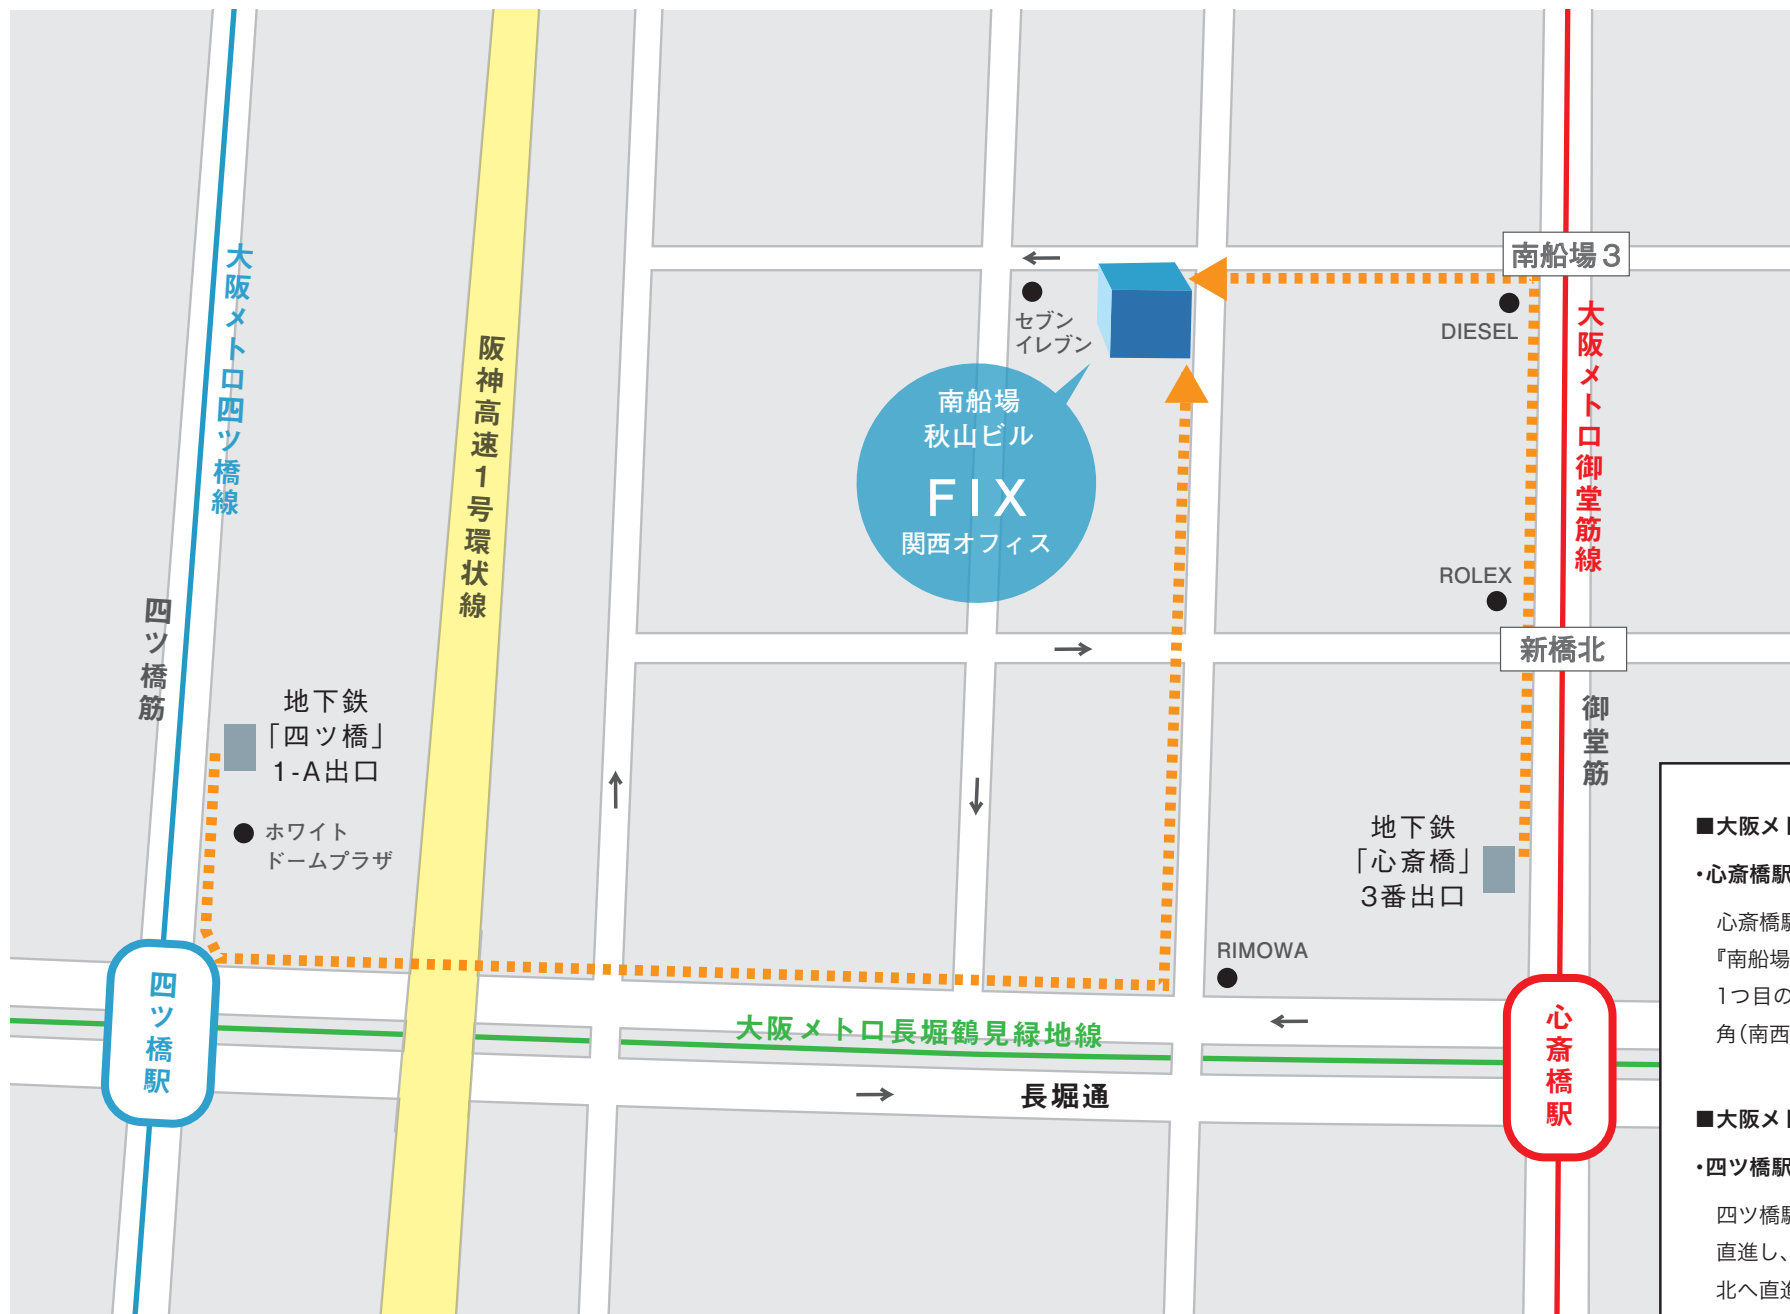 大阪メトロ四ツ橋線
阪神高速1号環状線
四ツ橋筋
地下鉄
「四ツ橋」
1-A出口
ホワイト
ドームプラザ
四ツ橋駅
セブン
イレブン
南船場
秋山ビル
FIX
関西オフィス
南船場3
DIESEL
大阪メトロ御堂筋線
ROLEX
新橋北
御堂筋
地下鉄
「心斎橋」
3番出口
RIMOWA
大阪メトロ長堀鶴見緑地線
長堀通
心斎橋駅
■大阪メト
・心斎橋駅
心斎橋駅
『南船場
1つ目の
角(南西
■大阪メト
・四ツ橋駅
四ツ橋駅
直進し、
北へ直進